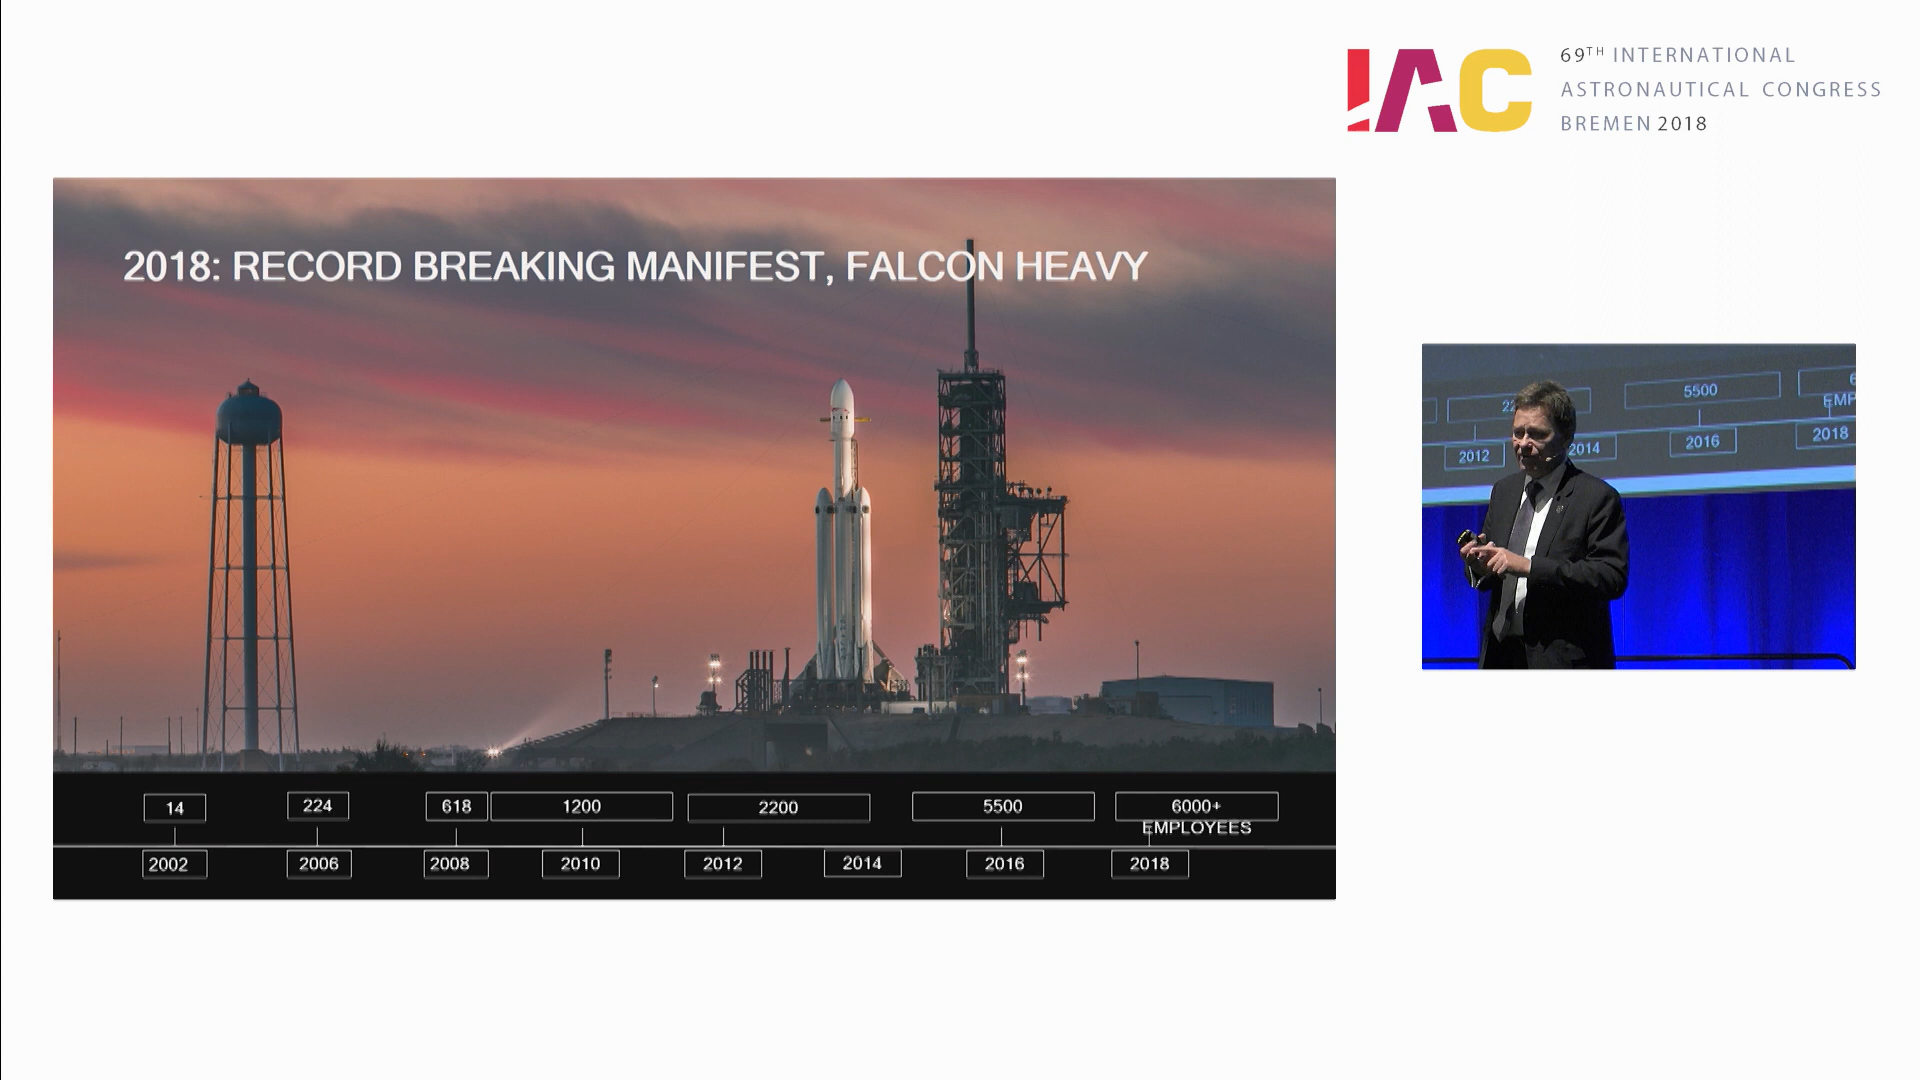 IAC
69TH INTERNATIONAL
ASTRONAUTICAL CONGRESS
BREMEN 2018
2018: RECORD BREAKING MANIFEST, FALCON HEAVY
14 224 618 1200 2200 5500 6000+
EMPLOYEES
2002 2006 2008 2010 2012 2014 2016 2018
5500
2012 2014 2016 2018